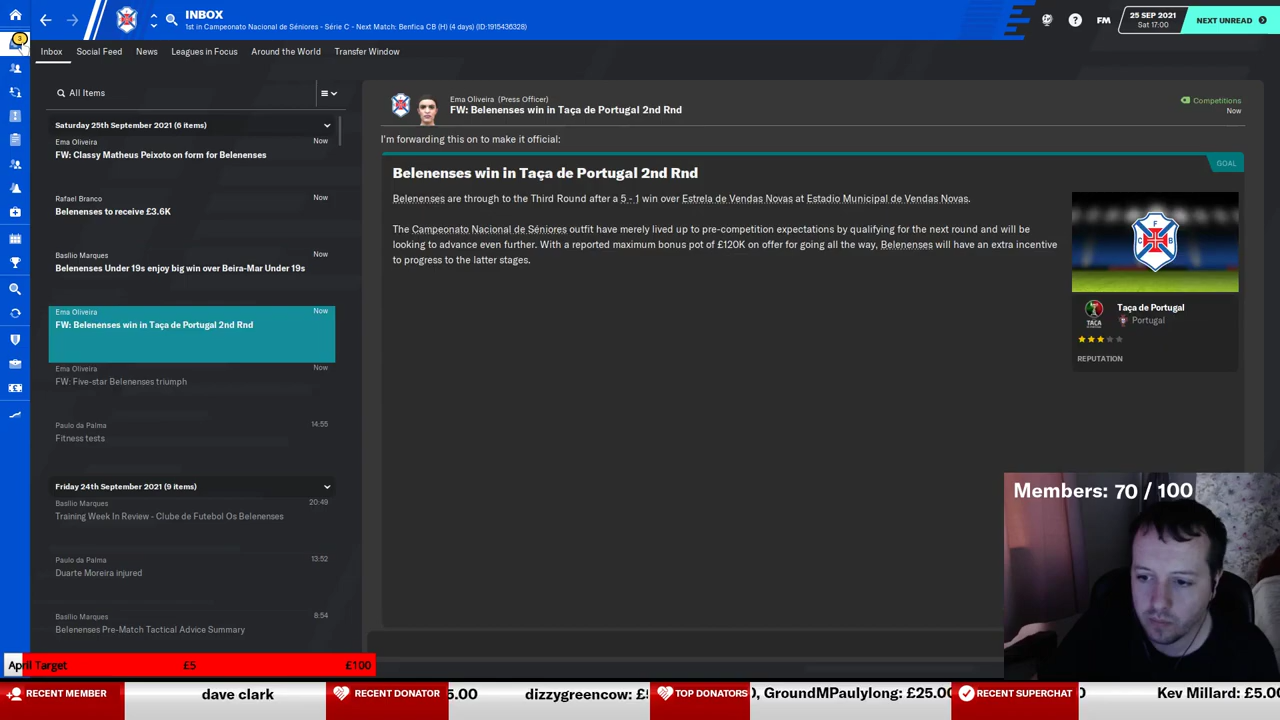 INBOX
1st in Campeonato Nacional de Séniores - Série C - Next Match: Benfica CB (H) (4 days) (ID:1915436328)
FM
25 SEP 2021
Sat 17:00
NEXT UNREAD
3
Inbox
Social Feed
News
Leagues in Focus
Around the World
Transfer Window
All Items
Saturday 25th September 2021 (6 items)
Ema Oliveira
Now
FW: Classy Matheus Peixoto on form for Belenenses
Rafael Branco
Now
Belenenses to receive £3.6K
Basílio Marques
Now
Belenenses Under 19s enjoy big win over Beira-Mar Under 19s
Ema Oliveira
Now
FW: Belenenses win in Taça de Portugal 2nd Rnd
Ema Oliveira
Now
FW: Five-star Belenenses triumph
Paulo da Palma
14:55
Fitness tests
Friday 24th September 2021 (9 items)
Basílio Marques
20:49
Training Week In Review - Clube de Futebol Os Belenenses
Paulo da Palma
13:52
Duarte Moreira injured
Basílio Marques
8:54
Belenenses Pre-Match Tactical Advice Summary
Ema Oliveira (Press Officer)
FW: Belenenses win in Taça de Portugal 2nd Rnd
Competitions
Now
I'm forwarding this on to make it official:
GOAL
Belenenses win in Taça de Portugal 2nd Rnd
Belenenses are through to the Third Round after a 5 - 1 win over Estrela de Vendas Novas at Estadio Municipal de Vendas Novas.
The Campeonato Nacional de Séniores outfit have merely lived up to pre-competition expectations by qualifying for the next round and will be
looking to advance even further. With a reported maximum bonus pot of £120K on offer for going all the way, Belenenses will have an extra incentive
to progress to the latter stages.
F
C B
TAÇA
Taça de Portugal
Portugal
REPUTATION
Members: 70 / 100
April Target
£5
£100
RECENT MEMBER
dave clark
RECENT DONATOR
5.00
dizzygreencow: £
TOP DONATORS
), GroundMPaulylong: £25.00
RECENT SUPERCHAT
0
Kev Millard: £5.00